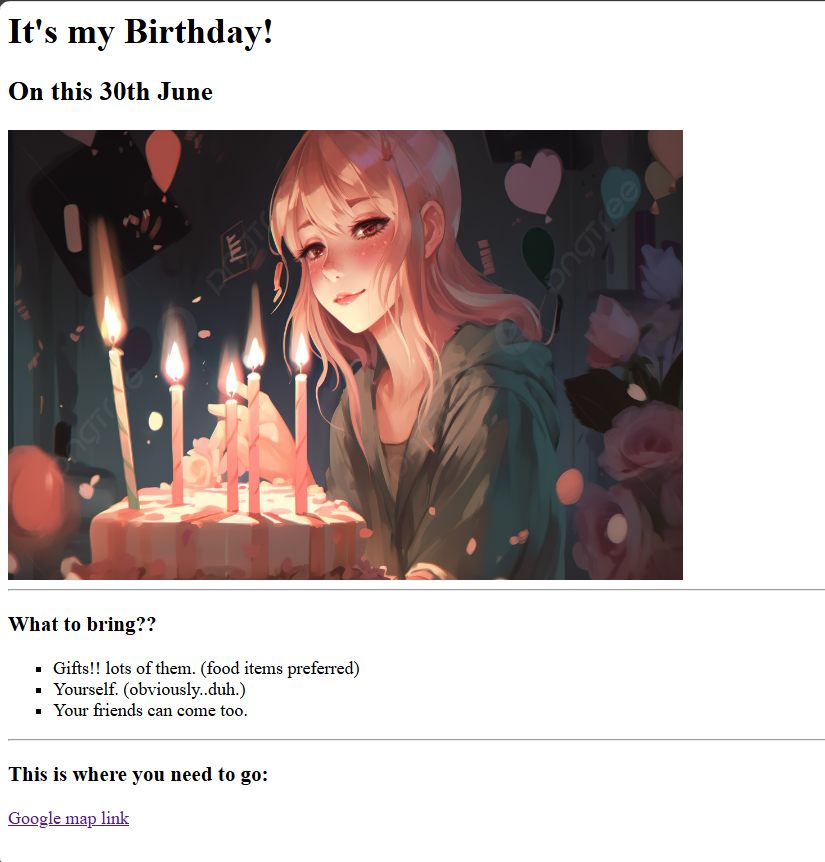 It's my Birthday!
On this 30th June
pngtree
pngtree
pngtree
What to bring??
Gifts!! lots of them. (food items preferred)
Yourself. (obviously..duh.)
Your friends can come too.
This is where you need to go:
Google map link